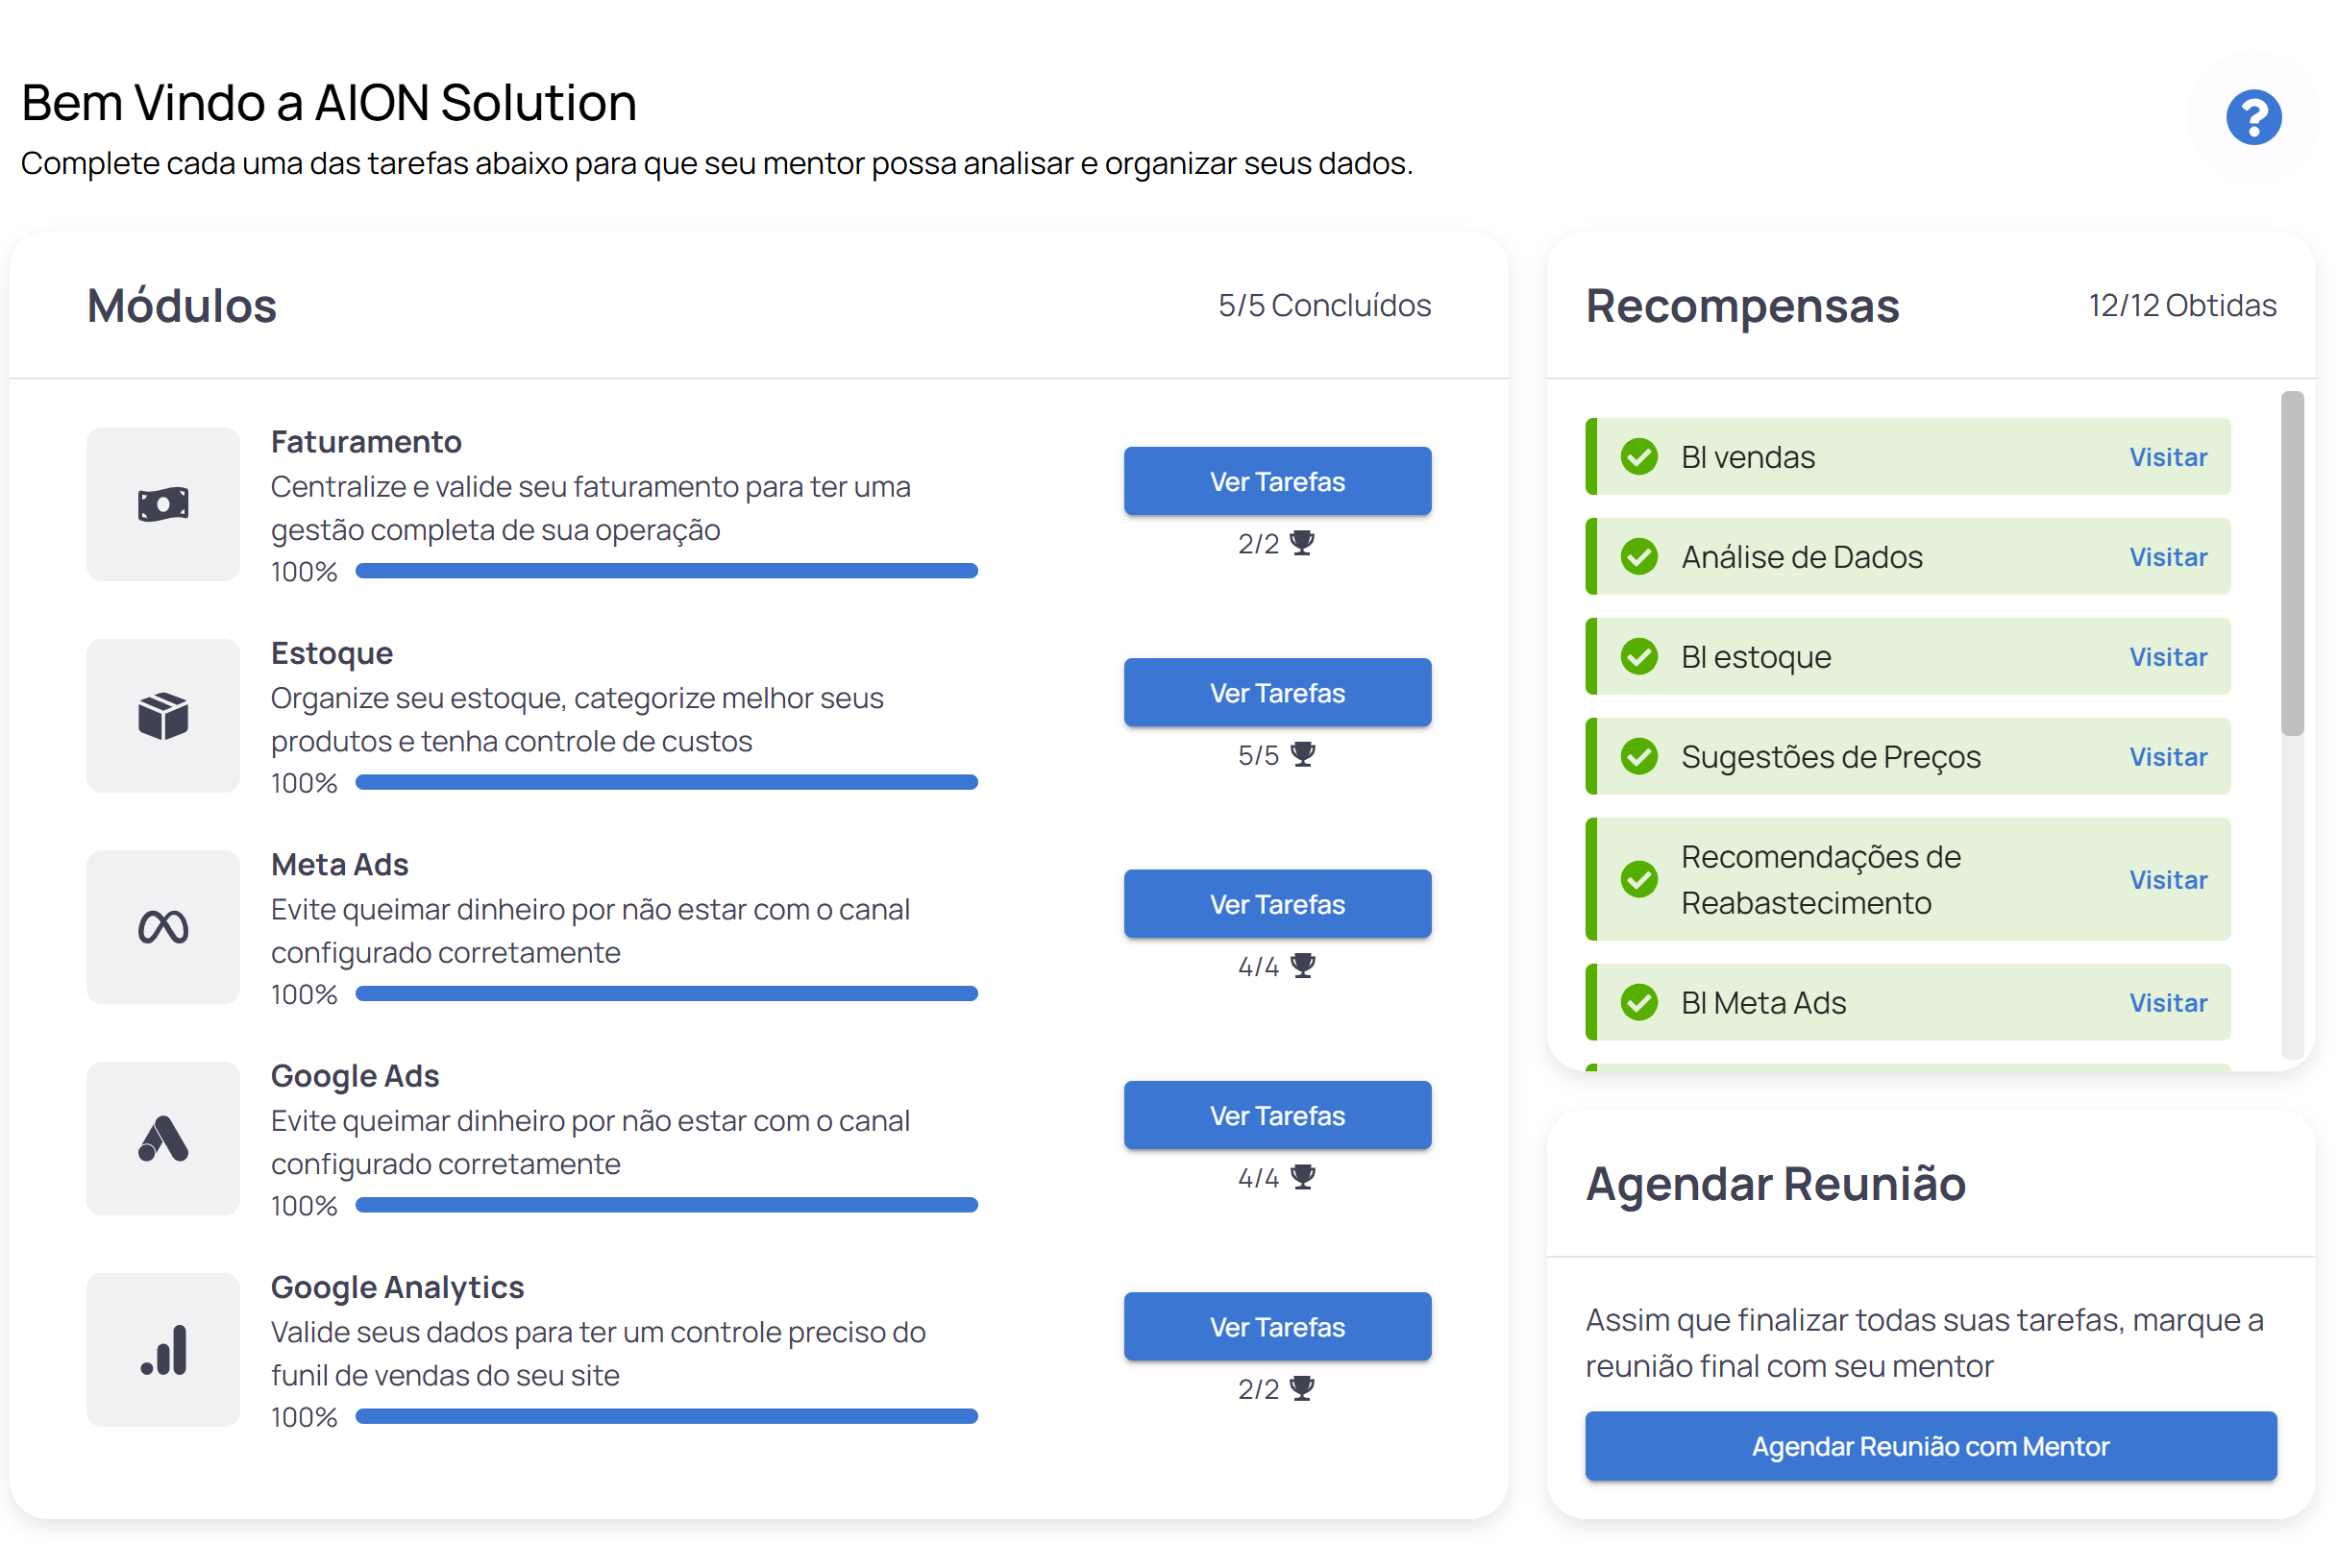 Bem Vindo a AION Solution
Complete cada uma das tarefas abaixo para que seu mentor possa analisar e organizar seus dados.
Módulos
5/5 Concluídos
Faturamento
Centralize e valide seu faturamento para ter uma
gestão completa de sua operação
100%
Ver Tarefas
2/2
Estoque
Organize seu estoque, categorize melhor seus
produtos e tenha controle de custos
100%
Ver Tarefas
5/5
Meta Ads
Evite queimar dinheiro por não estar com o canal
configurado corretamente
100%
Ver Tarefas
4/4
Google Ads
Evite queimar dinheiro por não estar com o canal
configurado corretamente
100%
Ver Tarefas
4/4
Google Analytics
Valide seus dados para ter um controle preciso do
funil de vendas do seu site
100%
Ver Tarefas
2/2
Recompensas
12/12 Obtidas
BI vendas
Visitar
Análise de Dados
Visitar
BI estoque
Visitar
Sugestões de Preços
Visitar
Recomendações de
Reabastecimento
Visitar
BI Meta Ads
Visitar
Agendar Reunião
Assim que finalizar todas suas tarefas, marque a
reunião final com seu mentor
Agendar Reunião com Mentor